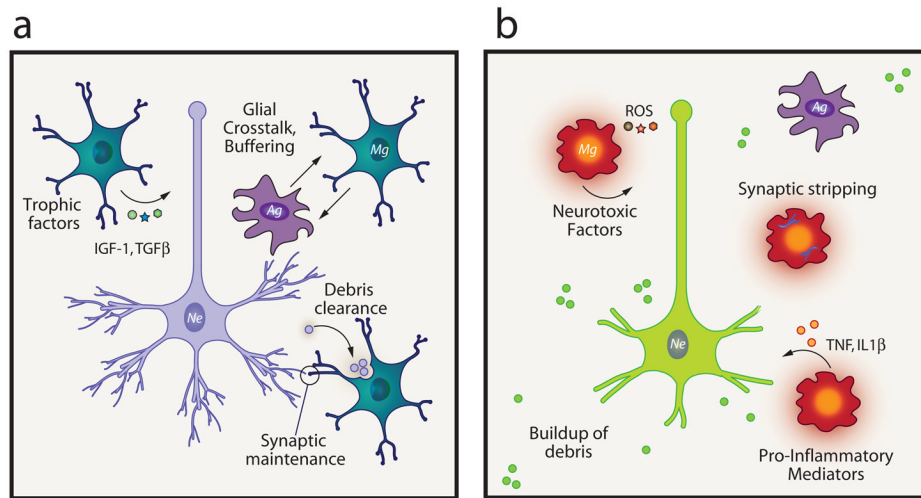 a
Glial
Crosstalk,
Buffering
Mg
Trophic
factors
IGF-1, TGFβ
Ag
Debris
clearance
Ne
Synaptic
maintenance
b
ROS
Ag
Mg
Neurotoxic
Factors
Synaptic stripping
Ne
TNF, IL1β
Buildup of
debris
Pro-Inflammatory
Mediators